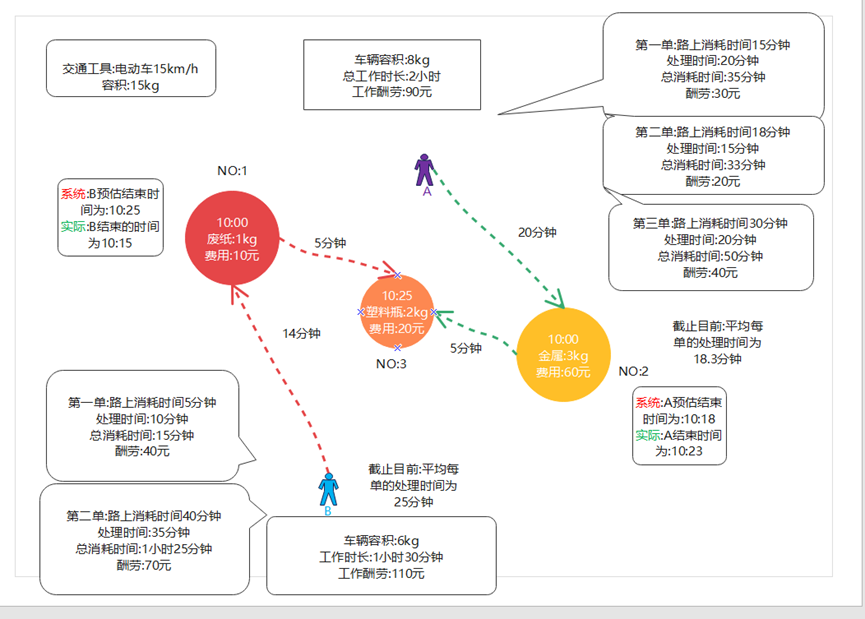 交通工具:电动车15km/h
容积:15kg
车辆容积:8kg
总工作时长:2小时
工作酬劳:90元
第一单:路上消耗时间15分钟
处理时间:20分钟
总消耗时间:35分钟
酬劳:30元
第二单:路上消耗时间18分钟
处理时间:15分钟
总消耗时间:33分钟
酬劳:20元
第三单:路上消耗时间30分钟
处理时间:20分钟
总消耗时间:50分钟
酬劳:40元
A
NO:1
系统:B预估结束时
间为:10:25
实际:B结束的时间
为10:15
10:00
废纸:1kg
费用:10元
5分钟
20分钟
10:25
塑料瓶:2kg
费用:20元
NO:3
14分钟
5分钟
10:00
金属:3kg
费用:60元
NO:2
截止目前:平均每
单的处理时间为
18.3分钟
系统:A预估结束
时间为:10:18
实际:A结束时间
为:10:23
第一单:路上消耗时间5分钟
处理时间:10分钟
总消耗时间:15分钟
酬劳:40元
第二单:路上消耗时间40分钟
处理时间:35分钟
总消耗时间:1小时25分钟
酬劳:70元
B
截止目前:平均每
单的处理时间为
25分钟
车辆容积:6kg
工作时长:1小时30分钟
工作酬劳:110元